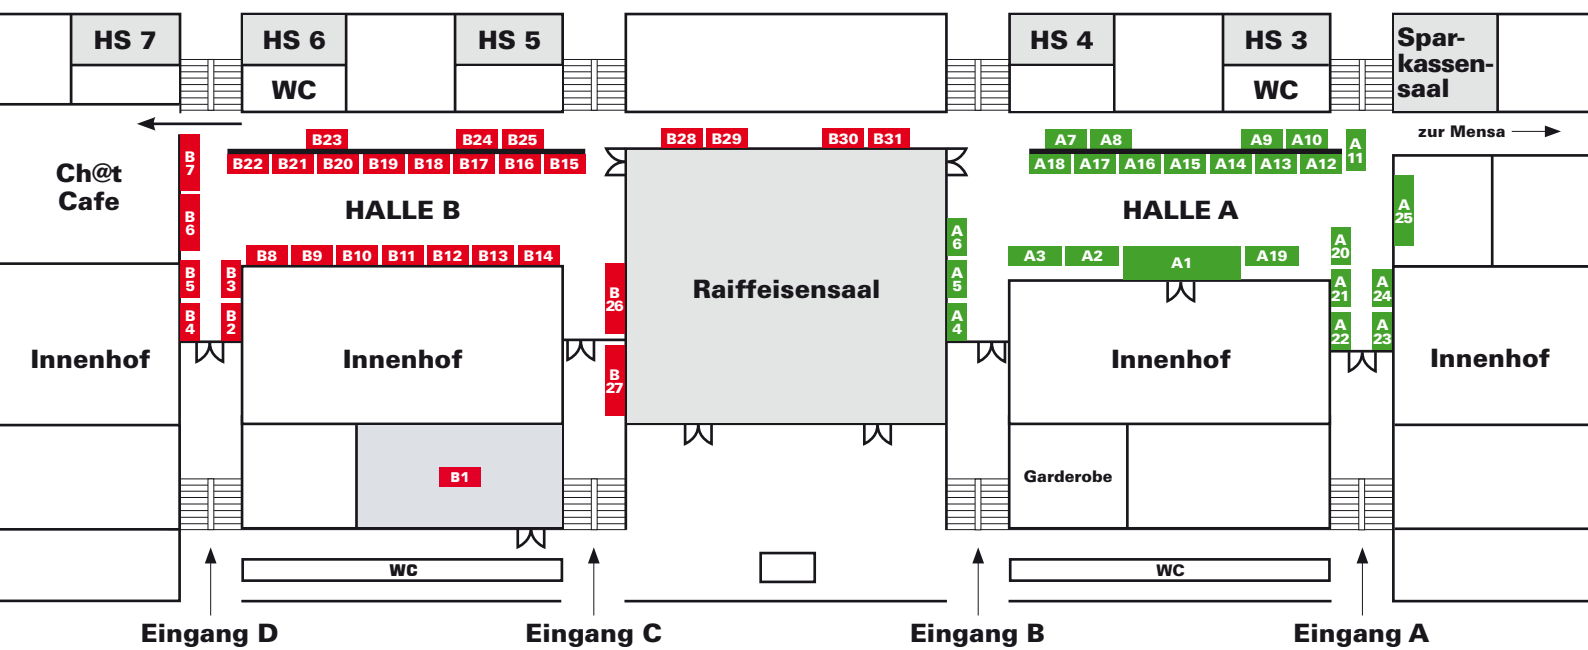 HS 7
HS 6
HS 5
HS 4
HS 3
Spar-
kassen-
saal
WC
WC
zur Mensa
B23
B24
B25
B28
B29
B30
B31
A7
A8
A9
A10
A
11
B
7
B22
B21
B20
B19
B18
B17
B16
B15
A18
A17
A16
A15
A14
A13
A12
Ch@t
Cafe
B
6
HALLE B
HALLE A
A
25
A
6
A
20
B8
B9
B10
B11
B12
B13
B14
A3
A2
A1
A19
B
5
B
3
B
26
Raiffeisensaal
A
5
A
21
A
24
B
4
B
2
A
4
A
22
A
23
Innenhof
Innenhof
B
27
Innenhof
Innenhof
B1
Garderobe
WC
WC
Eingang D
Eingang C
Eingang B
Eingang A